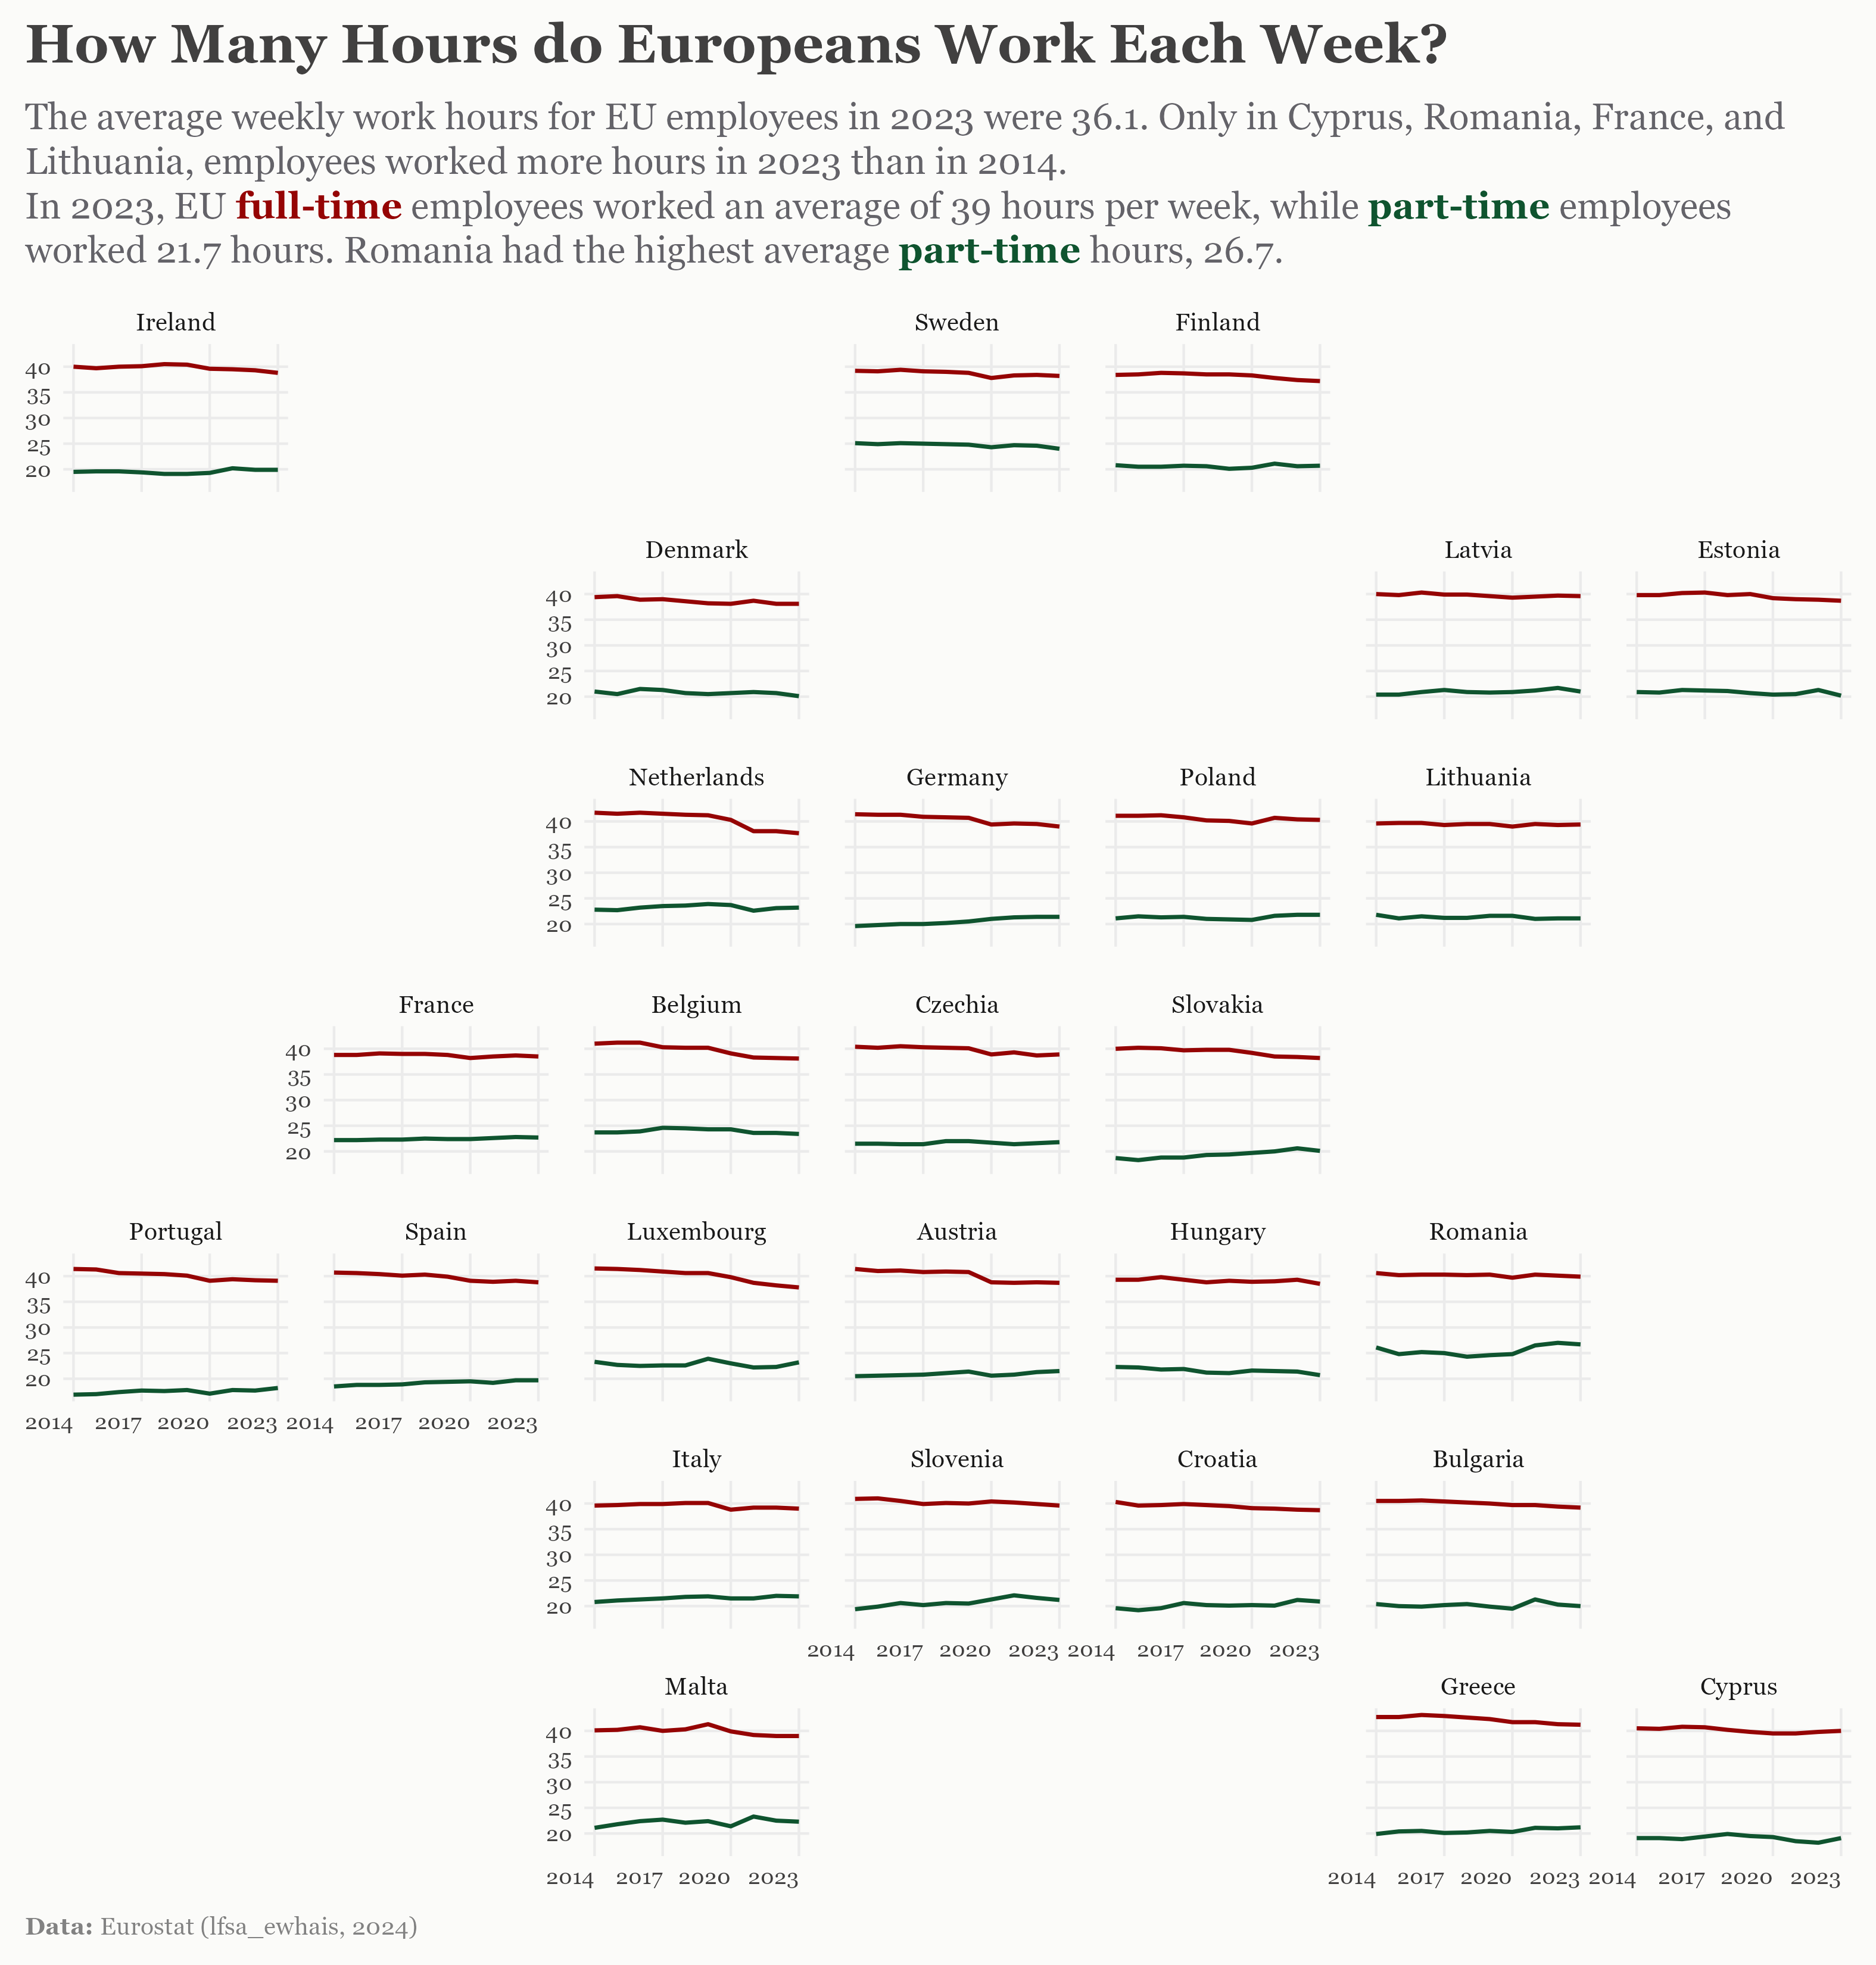 How Many Hours do Europeans Work Each Week?
The average weekly work hours for EU employees in 2023 were 36.1. Only in Cyprus, Romania, France, and
Lithuania, employees worked more hours in 2023 than in 2014.
In 2023, EU full-time employees worked an average of 39 hours per week, while part-time employees
worked 21.7 hours. Romania had the highest average part-time hours, 26.7.
Ireland Sweden Finland
40
35
30
25
20
Denmark Latvia Estonia
40
35
30
25
20
Netherlands Germany Poland Lithuania
40
35
30
25
20
France Belgium Czechia Slovakia
40
35
30
25
20
Portugal Spain Luxembourg Austria Hungary Romania
40
35
30
25
20
2014 2017 2020 2023 2014 2017 2020 2023
Italy Slovenia Croatia Bulgaria
40
35
30
25
20
2014 2017 2020 2023 2014 2017 2020 2023
Malta Greece Cyprus
40
35
30
25
20
2014 2017 2020 2023 2014 2017 2020 2023 2014 2017 2020 2023
Data: Eurostat (lfsa_ewhais, 2024)